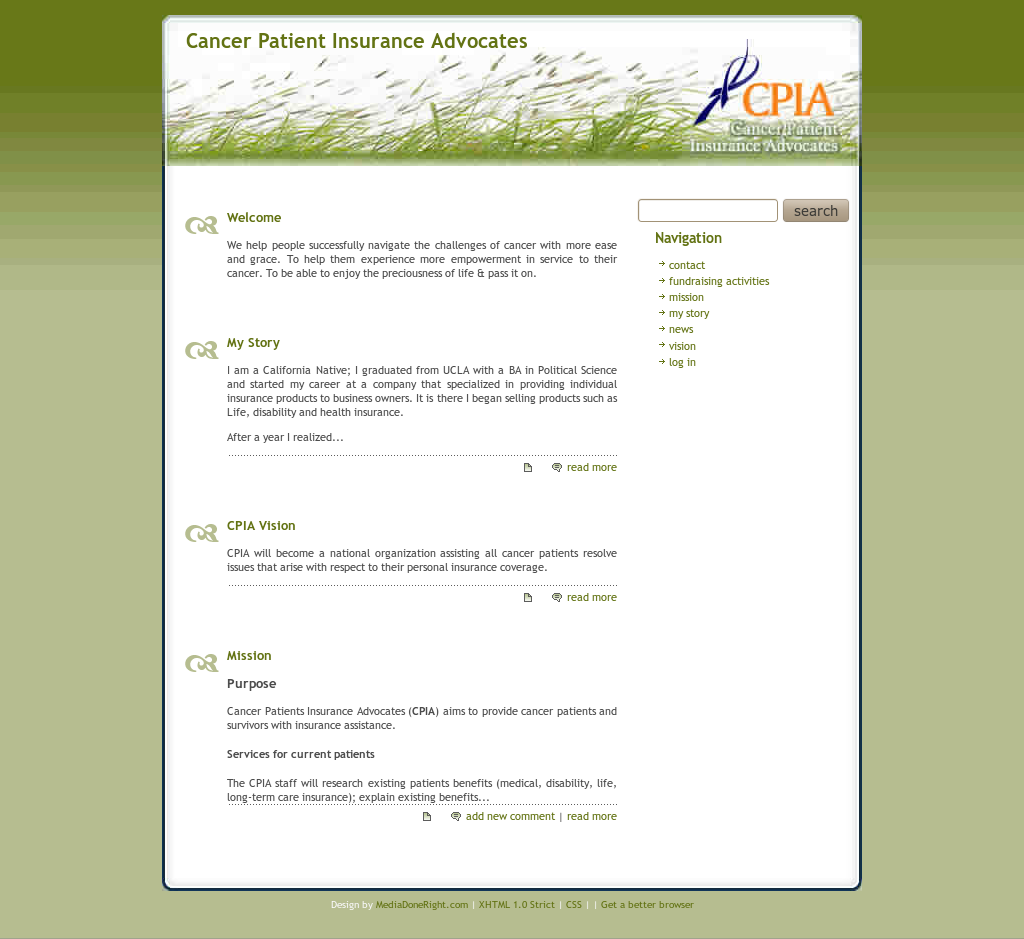 Cancer Patient Insurance Advocates
CPIA
Cancer Patient
Insurance Advocates
search
Welcome
We help people successfully navigate the challenges of cancer with more ease
and grace. To help them experience more empowerment in service to their
cancer. To be able to enjoy the preciousness of life & pass it on.
My Story
I am a California Native; I graduated from UCLA with a BA in Political Science
and started my career at a company that specialized in providing individual
insurance products to business owners. It is there I began selling products such as
Life, disability and health insurance.
After a year I realized...
read more
CPIA Vision
CPIA will become a national organization assisting all cancer patients resolve
issues that arise with respect to their personal insurance coverage.
read more
Mission
Purpose
Cancer Patients Insurance Advocates (CPIA) aims to provide cancer patients and
survivors with insurance assistance.
Services for current patients
The CPIA staff will research existing patients benefits (medical, disability, life,
long-term care insurance); explain existing benefits...
add new comment | read more
Navigation
contact
fundraising activities
mission
my story
news
vision
log in
Design by MediaDoneRight.com | XHTML 1.0 Strict | CSS | | Get a better browser